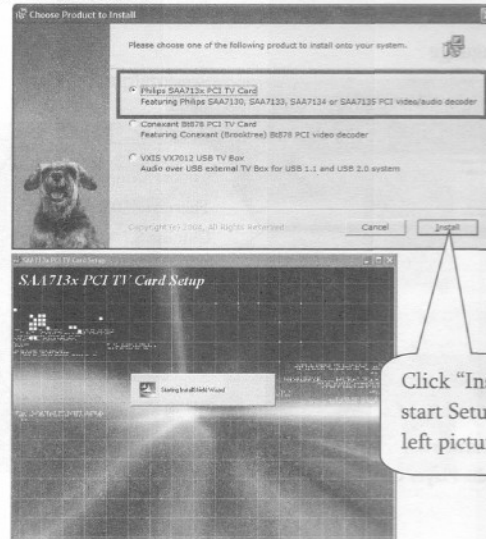 Choose Product to Install
Please choose one of the following product to install onto your system.
Philips SAA713x PCI TV Card
Featuring Philips SAA7130, SAA7133, SAA7134 or SAA7135 PCI video/audio decoder
Conexant Bt878 PCI TV Card
Featuring Conexant (Brooktree) Bt878 PCI video decoder
VXIS VX7012 USB TV Box
Audio over USB external TV Box for USB 1.1 and USB 2.0 system
All Rights Reserved
Cancel
Install
SAA713x PCI TV Card Setup
SAA713x PCI TV Card Setup
Starting InstallShield Wizard
Click "Ins
start Setu
left pictu